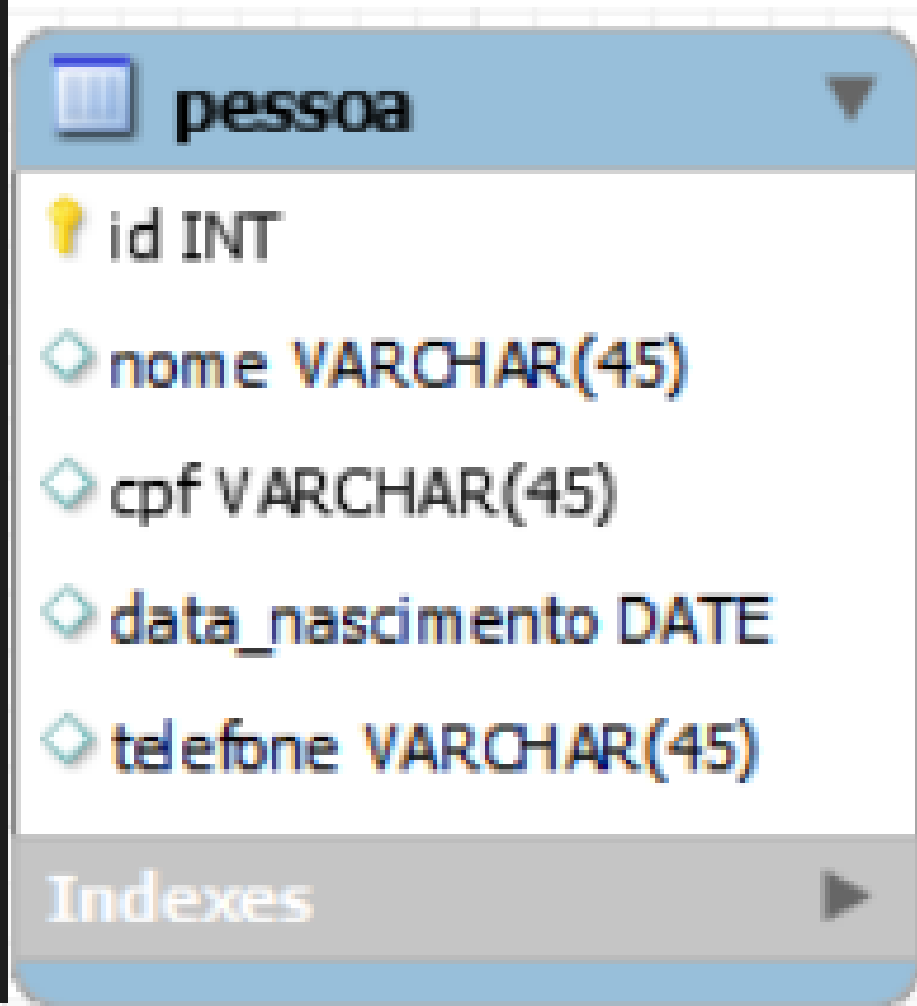 pessoa
id INT
nome VARCHAR(45)
cpf VARCHAR(45)
data_nascimento DATE
telefone VARCHAR(45)
Indexes